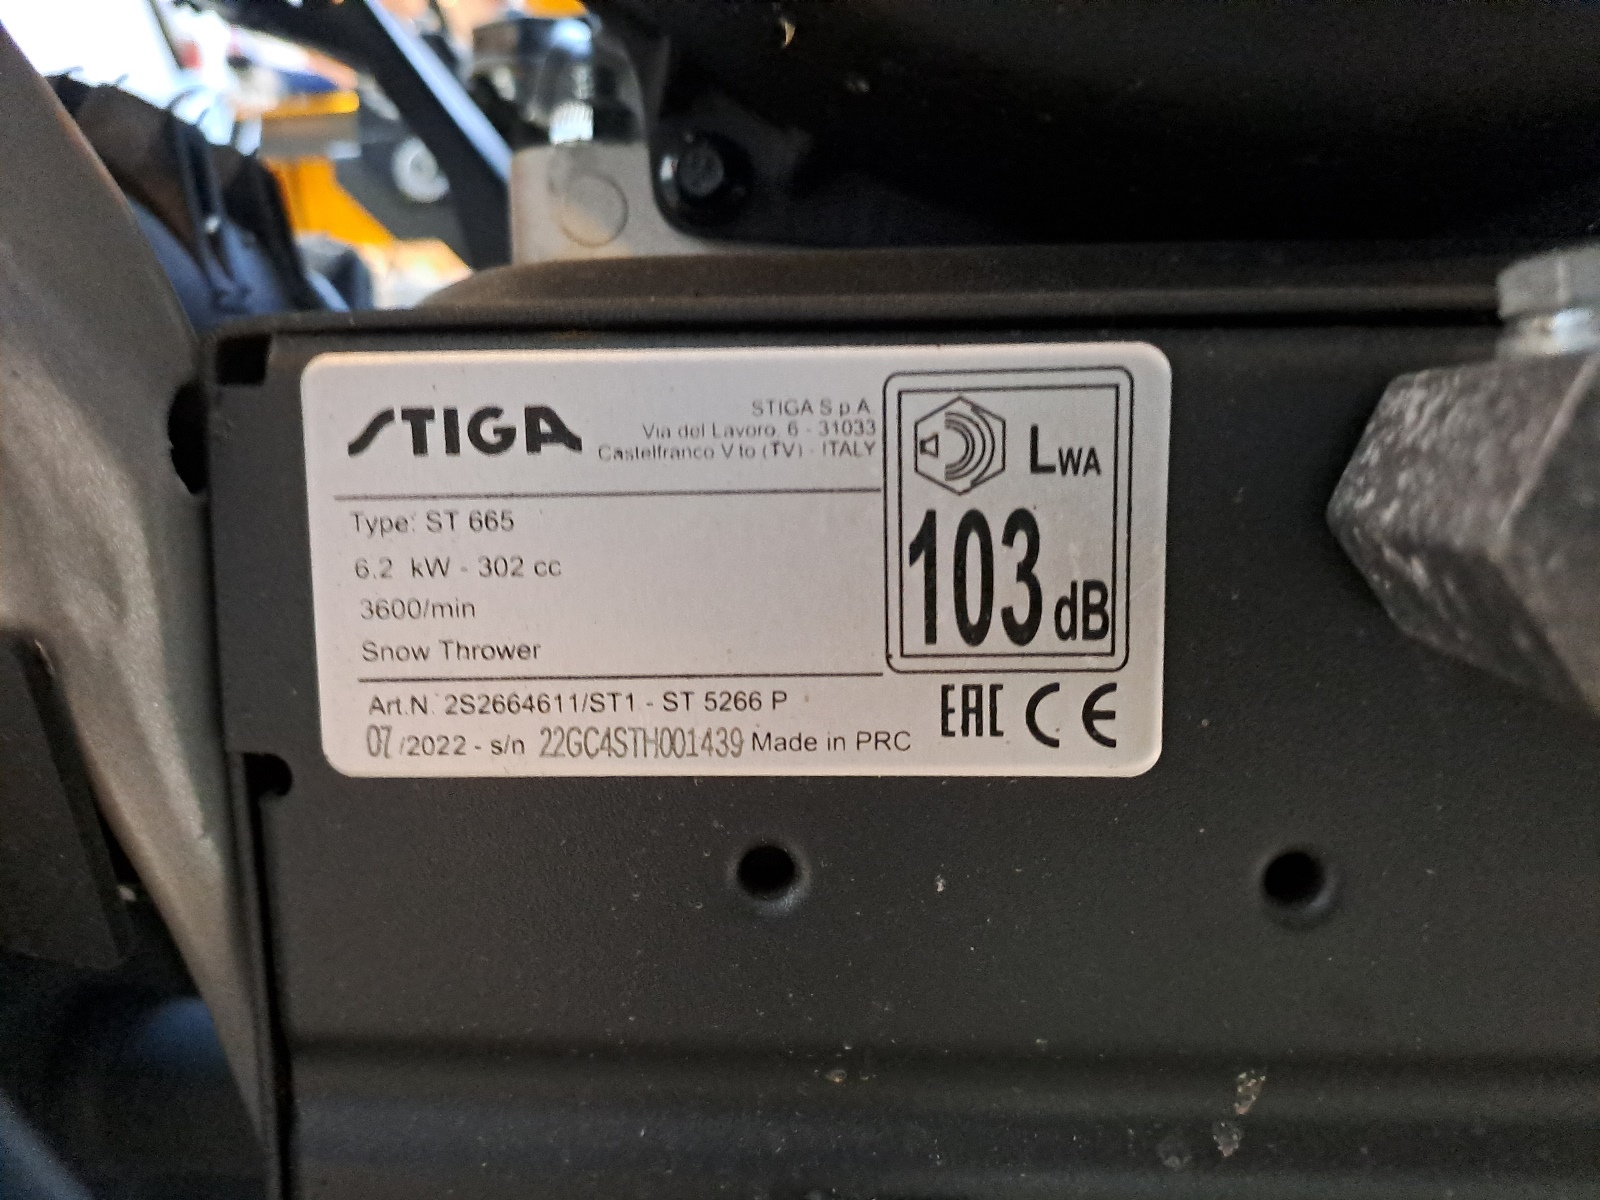 STIGA
STIGA S.p.A.
Via del Lavoro, 6 - 31033
Castelfranco V.to (TV) - ITALY
Type: ST 665
6.2 kW - 302 cc
3600/min
Snow Thrower
LWA
103 dB
Art.N. 2S2664611/ST1 - ST 5266 P
07/2022 - s/n 22GC4STH001439 Made in PRC
EAC CE